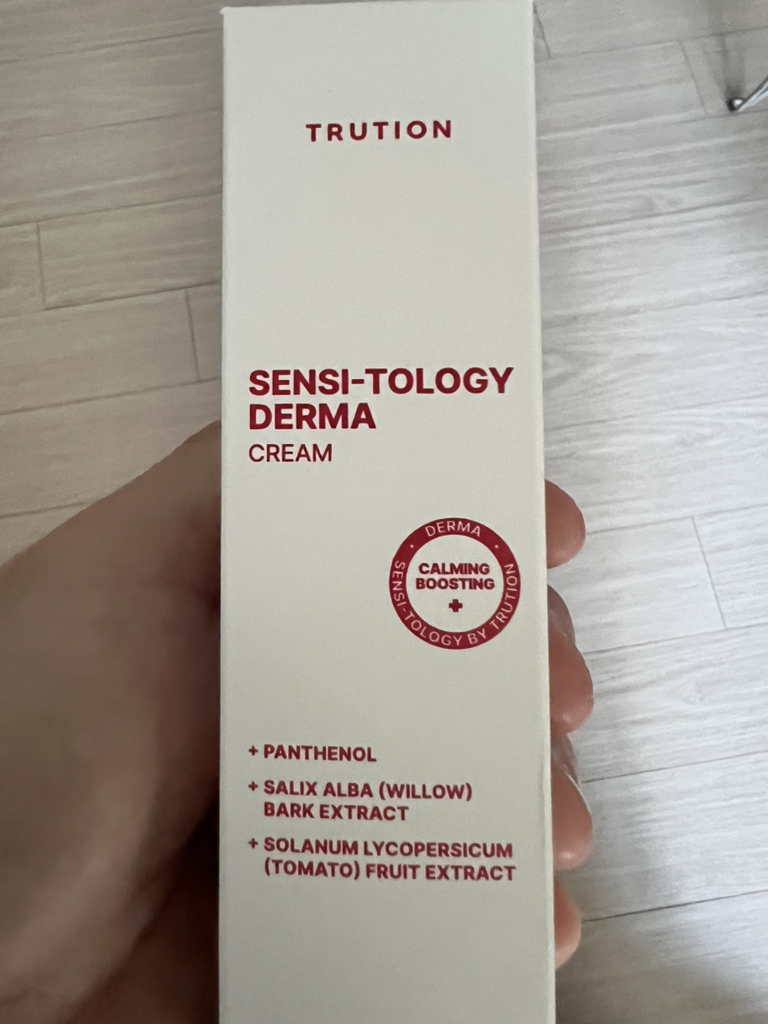 TRUTION
SENSI-TOLOGY
DERMA
CREAM
• DERMA •
SENSI-TOLOGY BY TRUTION
CALMING
BOOSTING
+
+ PANTHENOL
+ SALIX ALBA (WILLOW)
BARK EXTRACT
+ SOLANUM LYCOPERSICUM
(TOMATO) FRUIT EXTRACT